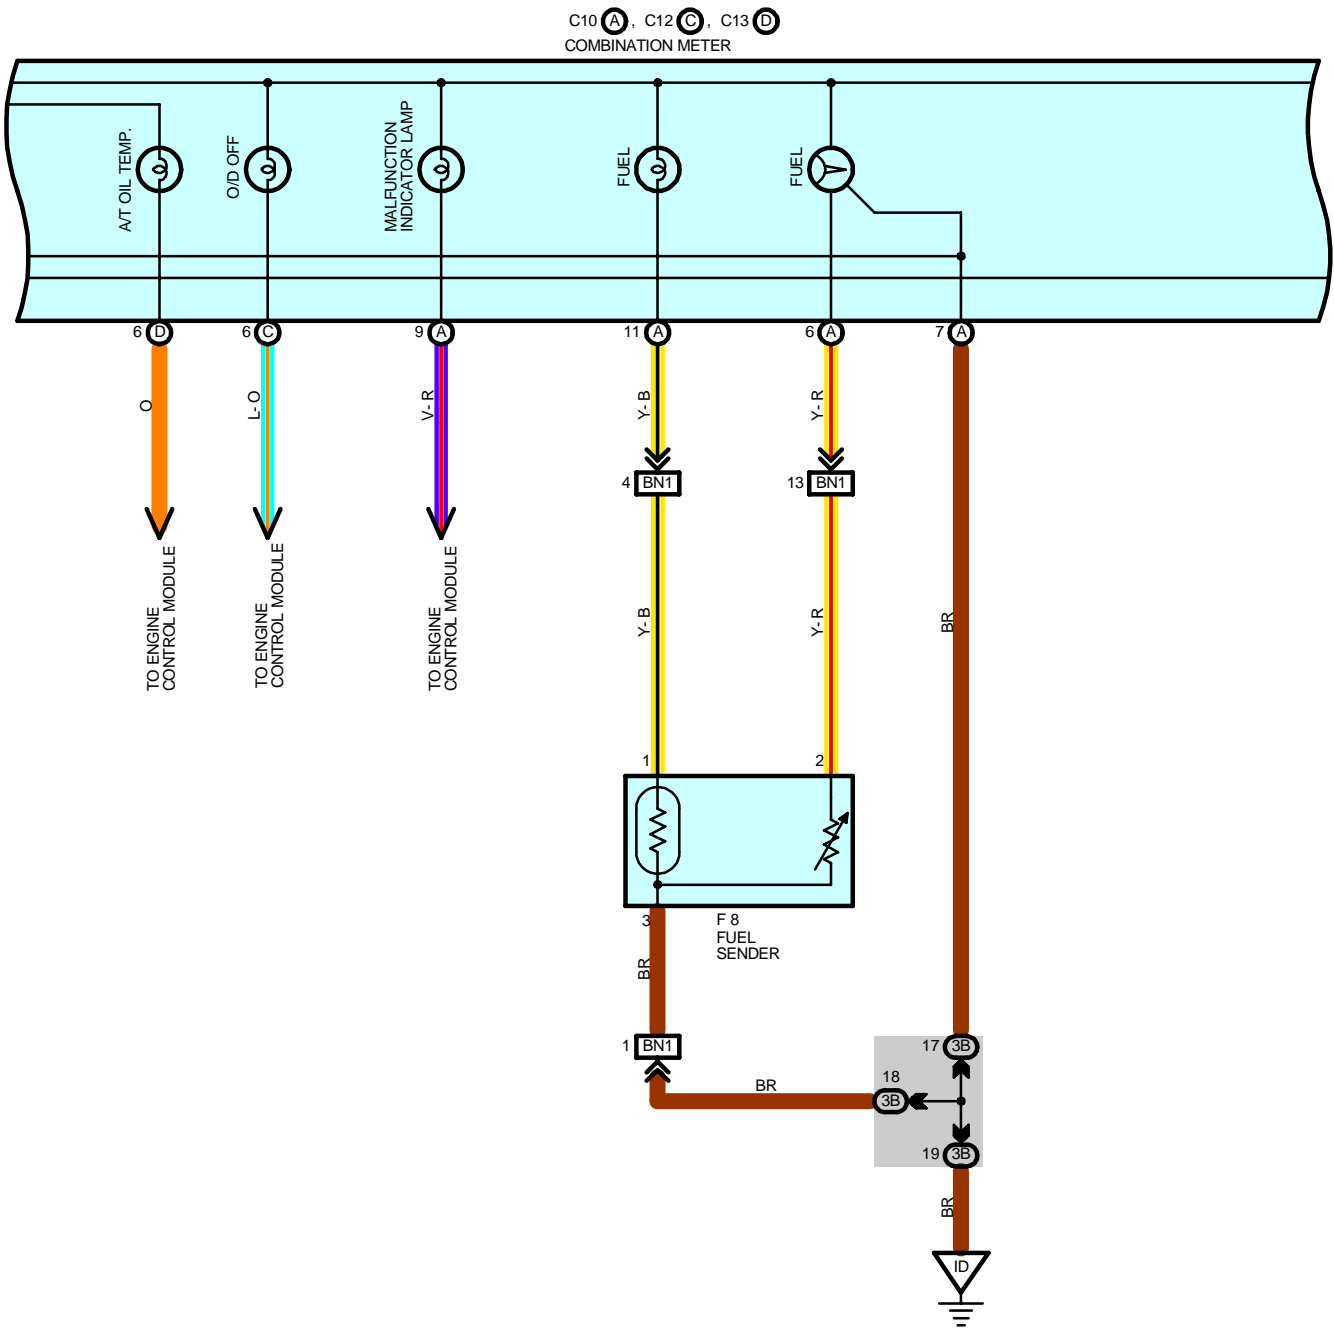 C10 A , C12 C , C13 D
COMBINATION METER
A/T OIL TEMP.
O/D OFF
MALFUNCTION
INDICATOR LAMP
FUEL
FUEL
6 D
6 C
9 A
11 A
6 A
7 A
O
L- O
V- R
Y- B
Y- R
4 BN1
13 BN1
TO ENGINE
CONTROL MODULE
TO ENGINE
CONTROL MODULE
TO ENGINE
CONTROL MODULE
Y- B
Y- R
BR
1
2
3
F 8
FUEL
SENDER
BR
1 BN1
17 3B
18
3B
BR
19 3B
BR
ID